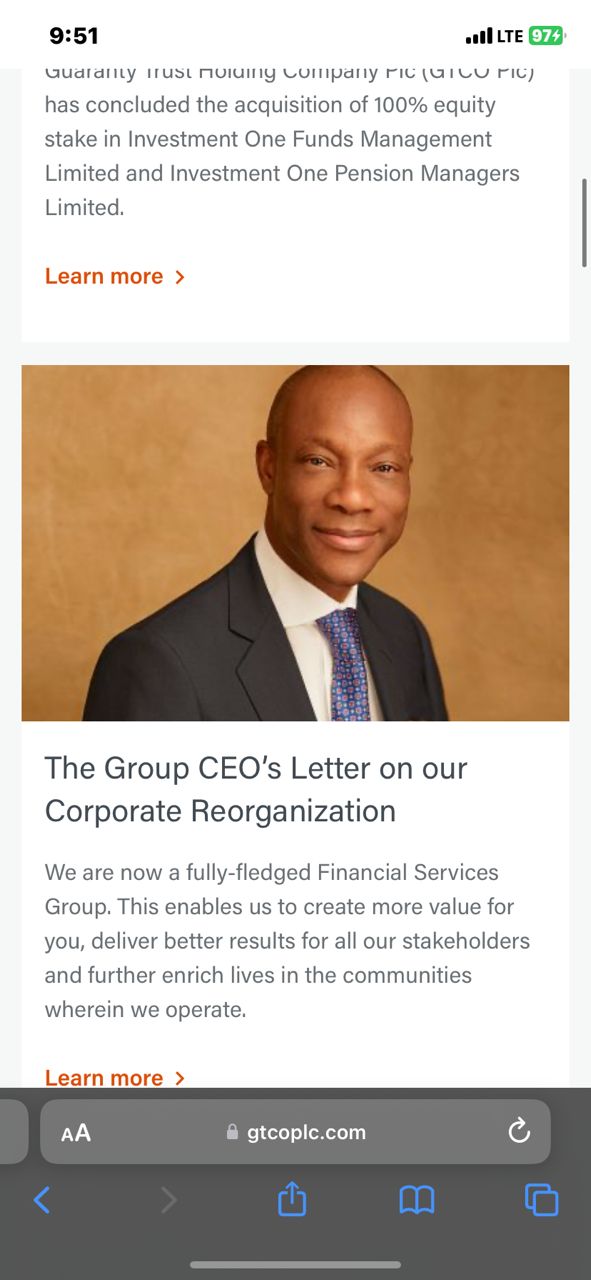 9:51
LTE 97
Guaranty Trust Holding Company Plc (GTCO Plc)
has concluded the acquisition of 100% equity
stake in Investment One Funds Management
Limited and Investment One Pension Managers
Limited.
Learn more >
The Group CEO’s Letter on our
Corporate Reorganization
We are now a fully-fledged Financial Services
Group. This enables us to create more value for
you, deliver better results for all our stakeholders
and further enrich lives in the communities
wherein we operate.
Learn more >
AA gtcoplc.com